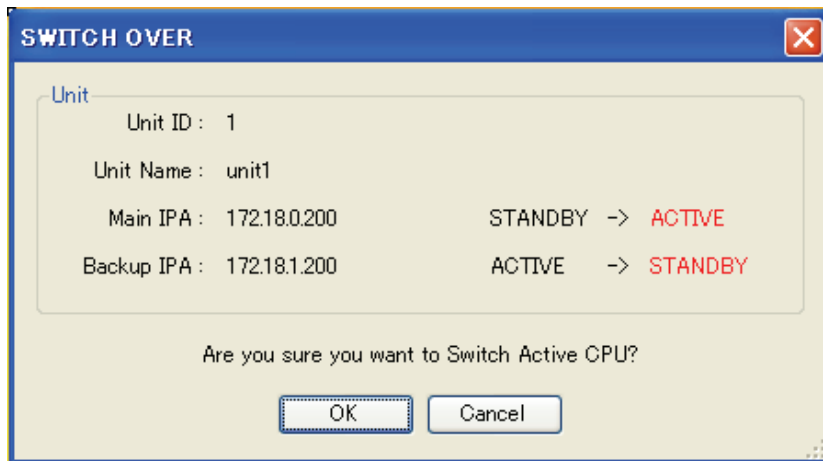 SWITCH OVER
Unit
Unit ID : 1
Unit Name : unit1
Main IPA : 172.18.0.200 STANDBY -> ACTIVE
Backup IPA : 172.18.1.200 ACTIVE -> STANDBY
Are you sure you want to Switch Active CPU?
OK Cancel